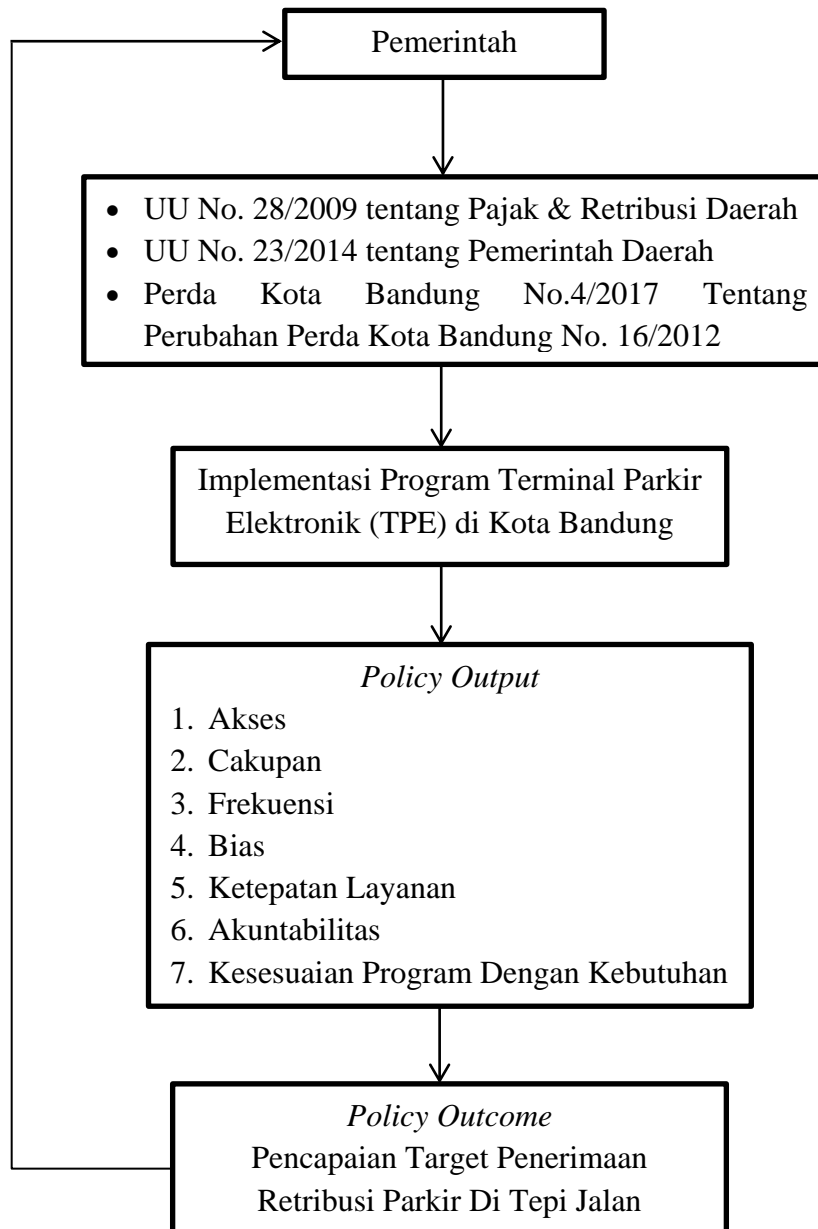 Pemerintah
• UU No. 28/2009 tentang Pajak & Retribusi Daerah
• UU No. 23/2014 tentang Pemerintah Daerah
• Perda Kota Bandung No.4/2017 Tentang
Perubahan Perda Kota Bandung No. 16/2012
Implementasi Program Terminal Parkir
Elektronik (TPE) di Kota Bandung
Policy Output
1. Akses
2. Cakupan
3. Frekuensi
4. Bias
5. Ketepatan Layanan
6. Akuntabilitas
7. Kesesuaian Program Dengan Kebutuhan
Policy Outcome
Pencapaian Target Penerimaan
Retribusi Parkir Di Tepi Jalan